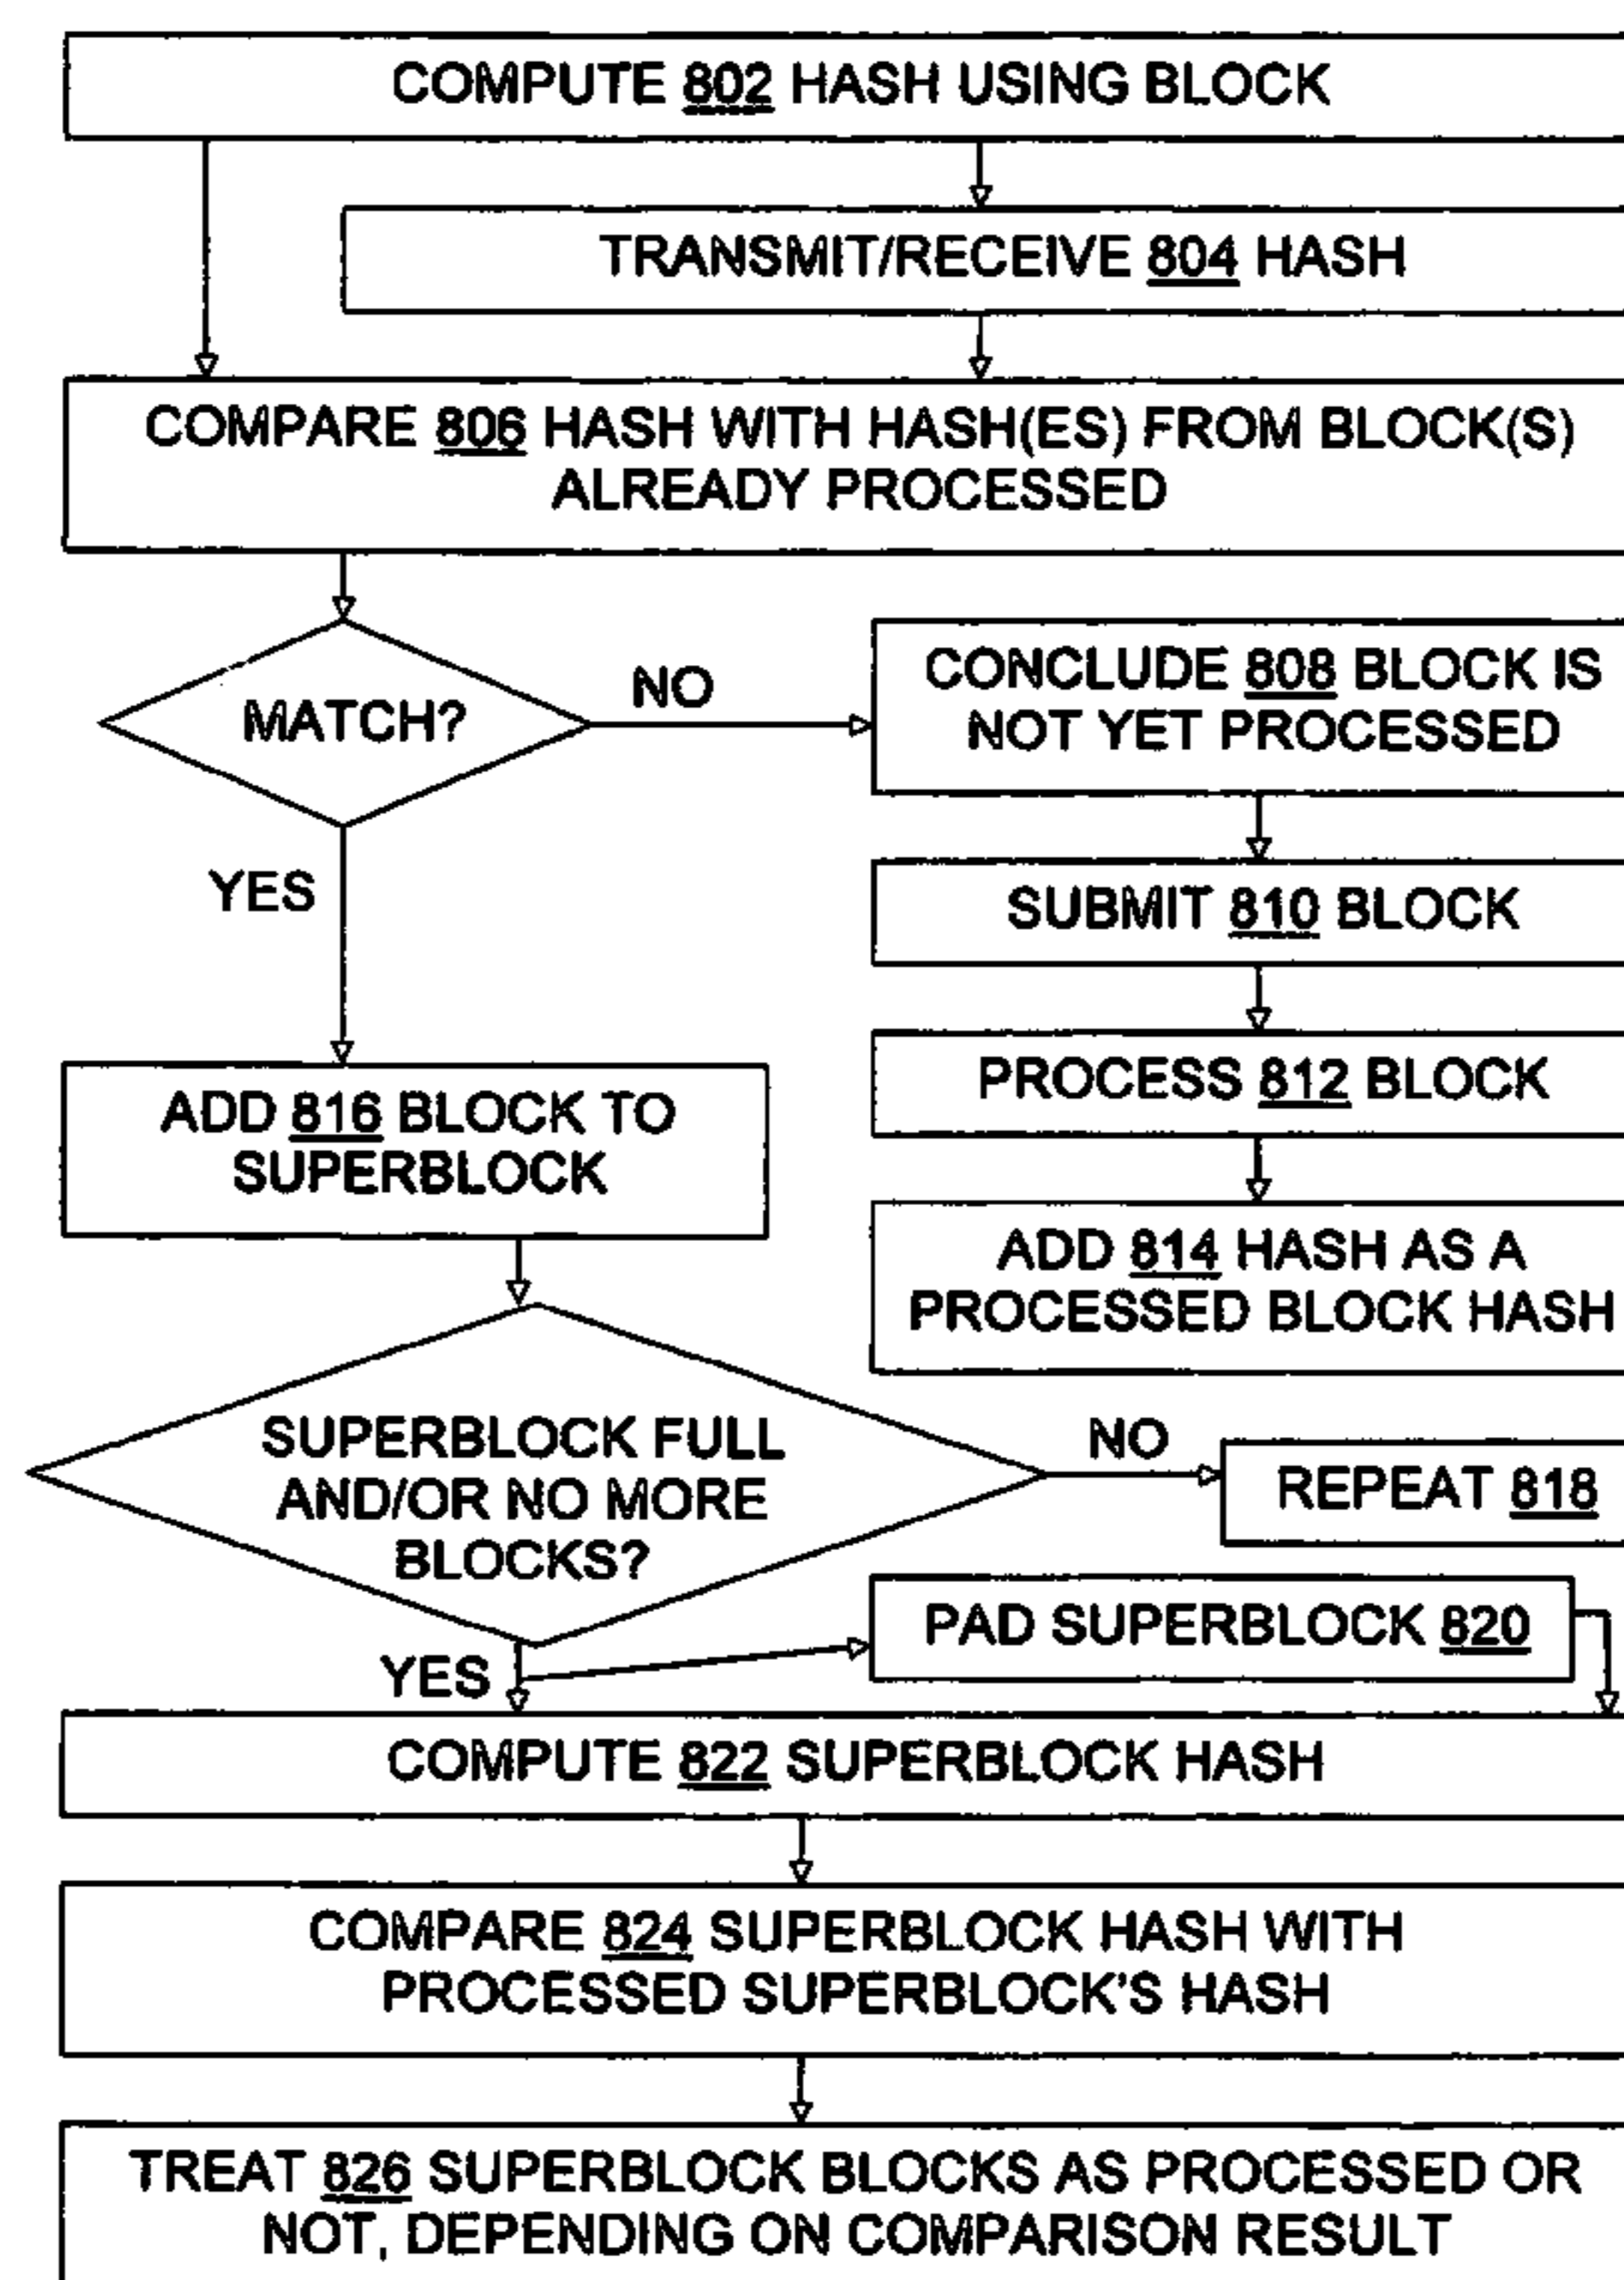 COMPUTE 802 HASH USING BLOCK
TRANSMIT/RECEIVE 804 HASH
COMPARE 806 HASH WITH HASH(ES) FROM BLOCK(S)
ALREADY PROCESSED
MATCH?
NO
CONCLUDE 808 BLOCK IS
NOT YET PROCESSED
YES
SUBMIT 810 BLOCK
PROCESS 812 BLOCK
ADD 816 BLOCK TO
SUPERBLOCK
ADD 814 HASH AS A
PROCESSED BLOCK HASH
SUPERBLOCK FULL
AND/OR NO MORE
BLOCKS?
NO
REPEAT 818
PAD SUPERBLOCK 820
YES
COMPUTE 822 SUPERBLOCK HASH
COMPARE 824 SUPERBLOCK HASH WITH
PROCESSED SUPERBLOCK'S HASH
TREAT 826 SUPERBLOCK BLOCKS AS PROCESSED OR
NOT, DEPENDING ON COMPARISON RESULT